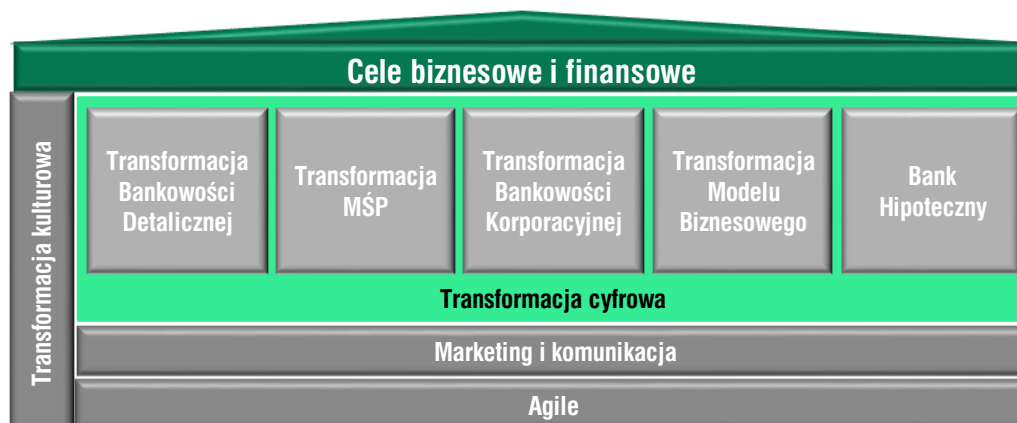 Cele biznesowe i finansowe
Transformacja kulturowa
Transformacja
Bankowości
Detalicznej
Transformacja
MŚP
Transformacja
Bankowości
Korporacyjnej
Transformacja
Modelu
Biznesowego
Bank
Hipoteczny
Transformacja cyfrowa
Marketing i komunikacja
Agile